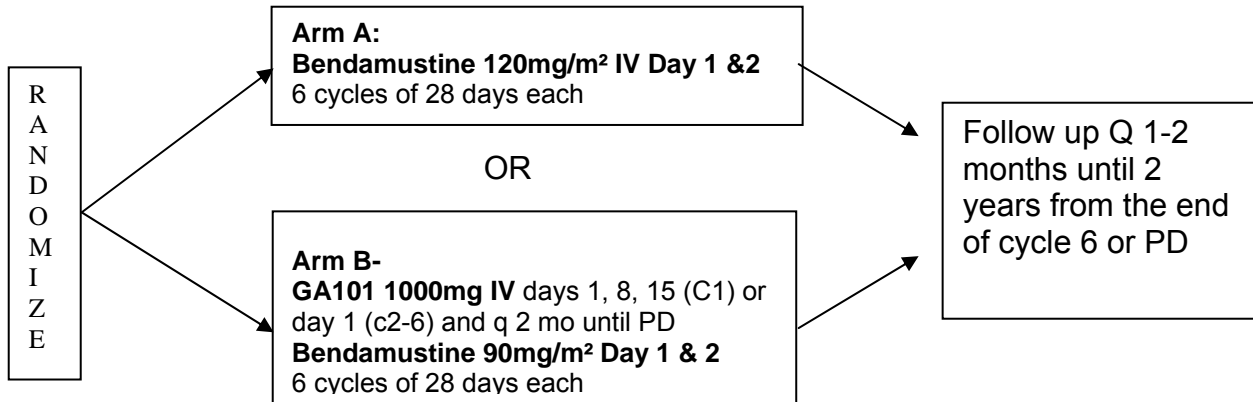 R
A
N
D
O
M
I
Z
E
Arm A:
Bendamustine 120mg/m² IV Day 1 &2
6 cycles of 28 days each
OR
Arm B-
GA101 1000mg IV days 1, 8, 15 (C1) or
day 1 (c2-6) and q 2 mo until PD
Bendamustine 90mg/m² Day 1 & 2
6 cycles of 28 days each
Follow up Q 1-2
months until 2
years from the end
of cycle 6 or PD